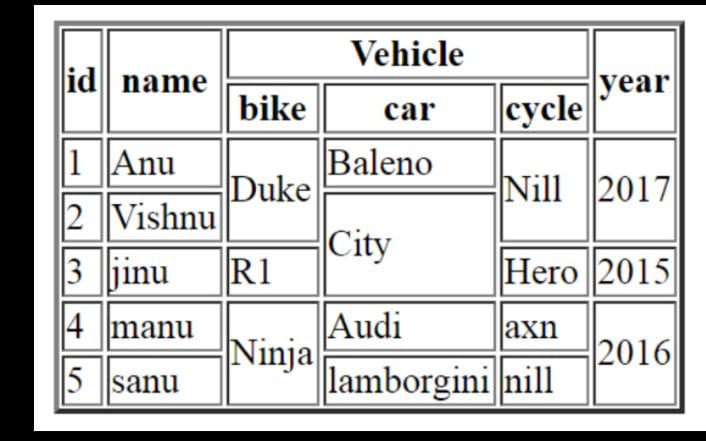 id name Vehicle year
bike car cycle
1 Anu Duke Baleno Nill 2017
2 Vishnu City
3 jinu R1 Hero 2015
4 manu Ninja Audi axn 2016
5 sanu lamborgini nill